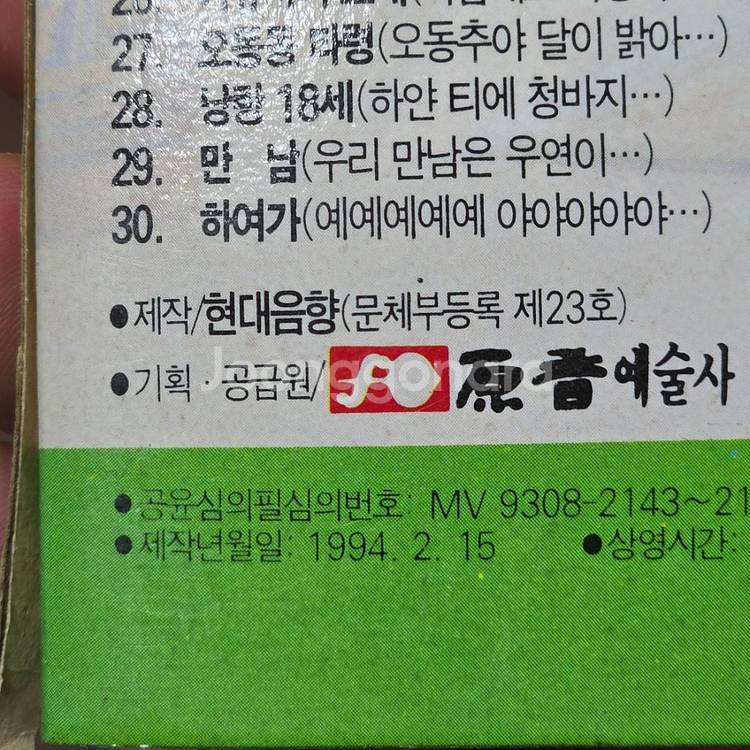 27. 오동동 타령(오동추야 달이 밝아…)
28. 낭랑 18세(하얀 티에 청바지…)
29. 만 남(우리 만남은 우연이…)
30. 하여가(예예예예예 야야야야야…)
●제작/현대음향(문체부등록 제23호)
●기획·공급원/ 原音예술사
●공윤심의필심의번호: MV 9308-2143~21
●제작년월일: 1994. 2. 15 ●상영시간:
Joonggonara